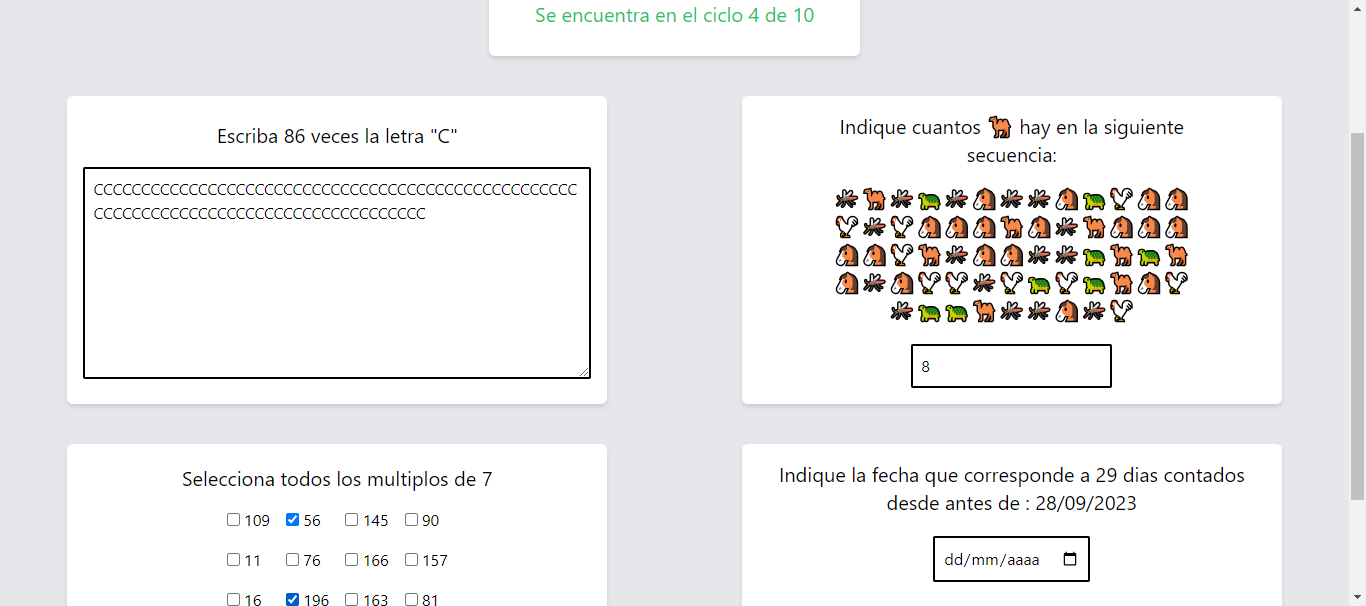 Se encuentra en el ciclo 4 de 10
Escriba 86 veces la letra "C"
CCCCCCCCCCCCCCCCCCCCCCCCCCCCCCCCCCCCCCCCCCCCCCCCCCC
CCCCCCCCCCCCCCCCCCCCCCCCCCCCCCCCCCC
Indique cuantos 🐫 hay en la siguiente
secuencia:
8
Selecciona todos los multiplos de 7
109 56 145 90
11 76 166 157
16 196 163 81
Indique la fecha que corresponde a 29 dias contados
desde antes de : 28/09/2023
dd/mm/aaaa